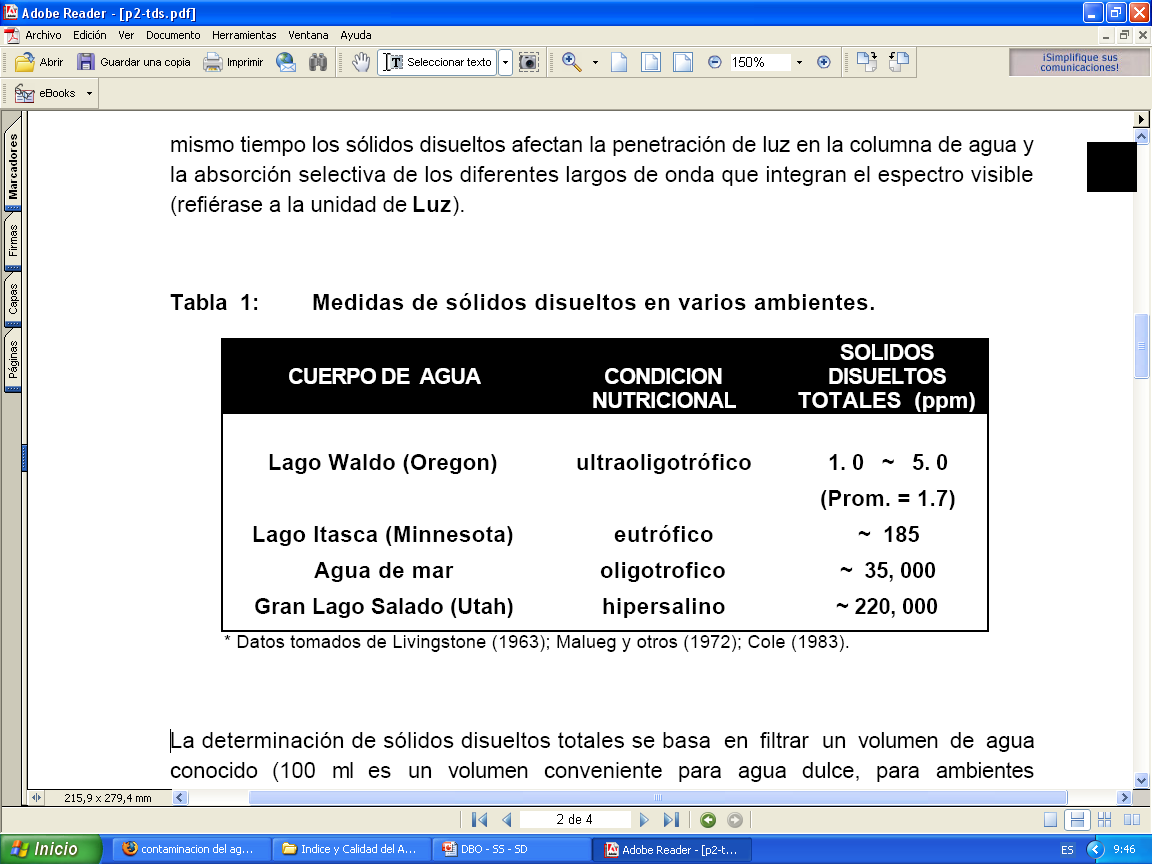 Adobe Reader - [p2-tds.pdf]
Archivo Edición Ver Documento Herramientas Ventana Ayuda
Abrir Guardar una copia Imprimir Seleccionar texto 150% ¡Simplifique sus
comunicaciones!
eBooks
Marcadores
Firmas
Capas
Páginas
mismo tiempo los sólidos disueltos afectan la penetración de luz en la columna de agua y
la absorción selectiva de los diferentes largos de onda que integran el espectro visible
(refiérase a la unidad de Luz).
Tabla 1: Medidas de sólidos disueltos en varios ambientes.
CUERPO DE AGUA CONDICION NUTRICIONAL SOLIDOS DISUELTOS TOTALES (ppm)
Lago Waldo (Oregon) ultraoligotrófico 1. 0 ~ 5. 0
(Prom. = 1.7)
Lago Itasca (Minnesota) eutrófico ~ 185
Agua de mar oligotrofico ~ 35, 000
Gran Lago Salado (Utah) hipersalino ~ 220, 000
* Datos tomados de Livingstone (1963); Malueg y otros (1972); Cole (1983).
La determinación de sólidos disueltos totales se basa en filtrar un volumen de agua
conocido (100 ml es un volumen conveniente para agua dulce, para ambientes
215,9 x 279,4 mm
2 de 4
Inicio contaminacion del ag... Indice y Calidad del A... DBO - SS - SD Adobe Reader - [p2-t... ES 9:46